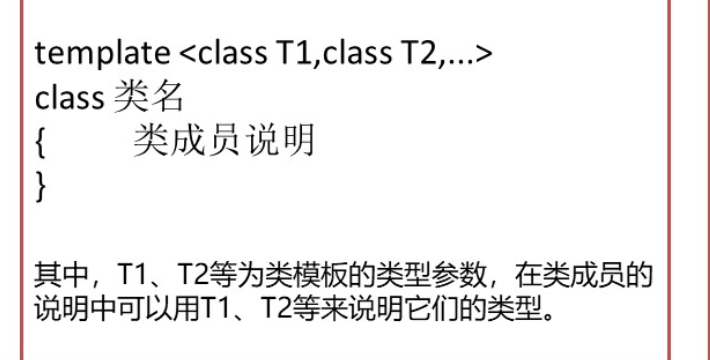 template <class T1,class T2,...>
class 类名
{ 类成员说明
}
其中，T1、T2等为类模板的类型参数，在类成员的
说明中可以用T1、T2等来说明它们的类型。